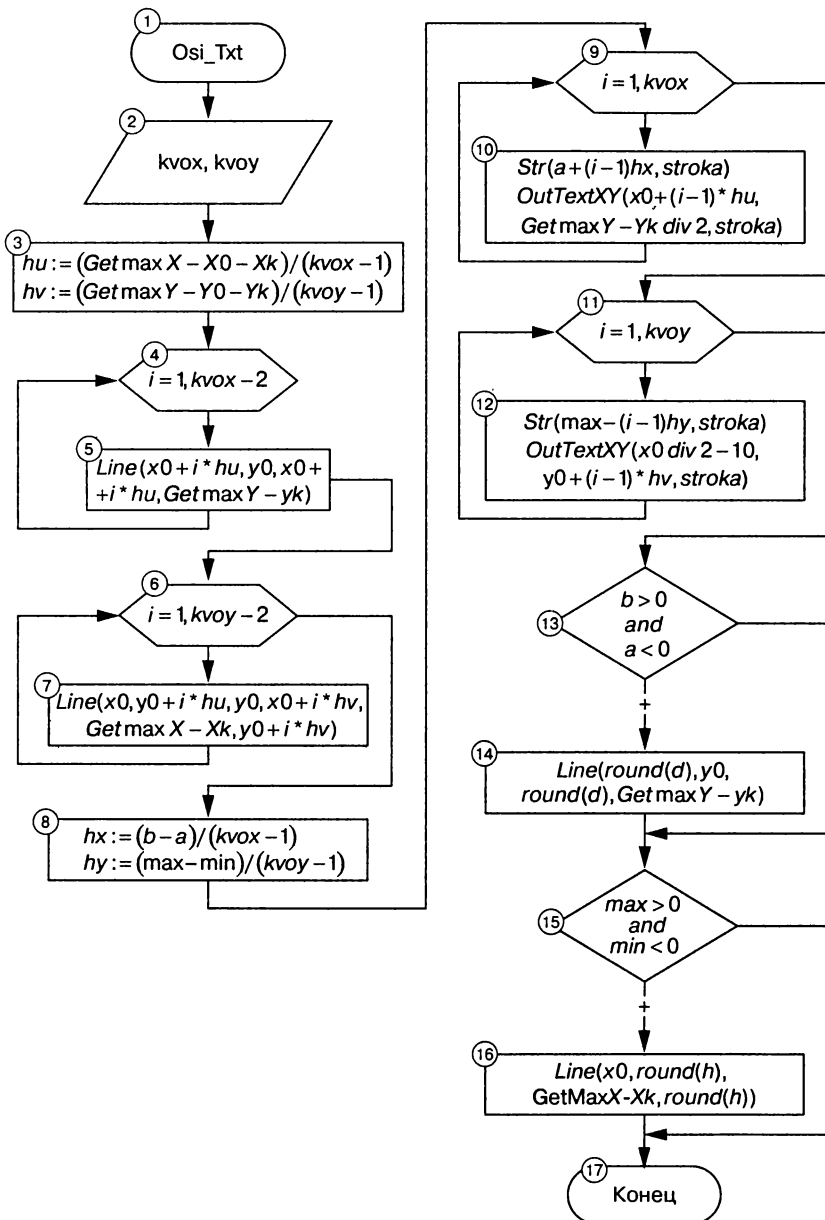 1
Osi_Txt
2
kvox, kvoy
3
hu := (Get max X − X0 − Xk) / (kvox − 1)
hv := (Get max Y − Y0 − Yk) / (kvoy − 1)
4
i = 1, kvox − 2
5
Line(x0 + i * hu, y0, x0 +
+ i * hu, Get max Y − yk)
6
i = 1, kvoy − 2
7
Line(x0, y0 + i * hu, y0, x0 + i * hv,
Get max X − Xk, y0 + i * hv)
8
hx := (b − a) / (kvox − 1)
hy := (max − min) / (kvoy − 1)
9
i = 1, kvox
10
Str(a + (i − 1)hx, stroka)
OutTextXY(x0 + (i − 1) * hu,
Get max Y − Yk div 2, stroka)
11
i = 1, kvoy
12
Str(max − (i − 1)hy, stroka)
OutTextXY(x0 div 2 − 10,
y0 + (i − 1) * hv, stroka)
13
b > 0
and
a < 0
+
14
Line(round(d), y0,
round(d), Get max Y − yk)
15
max > 0
and
min < 0
+
16
Line(x0, round(h),
GetMaxX-Xk, round(h))
17
Конец